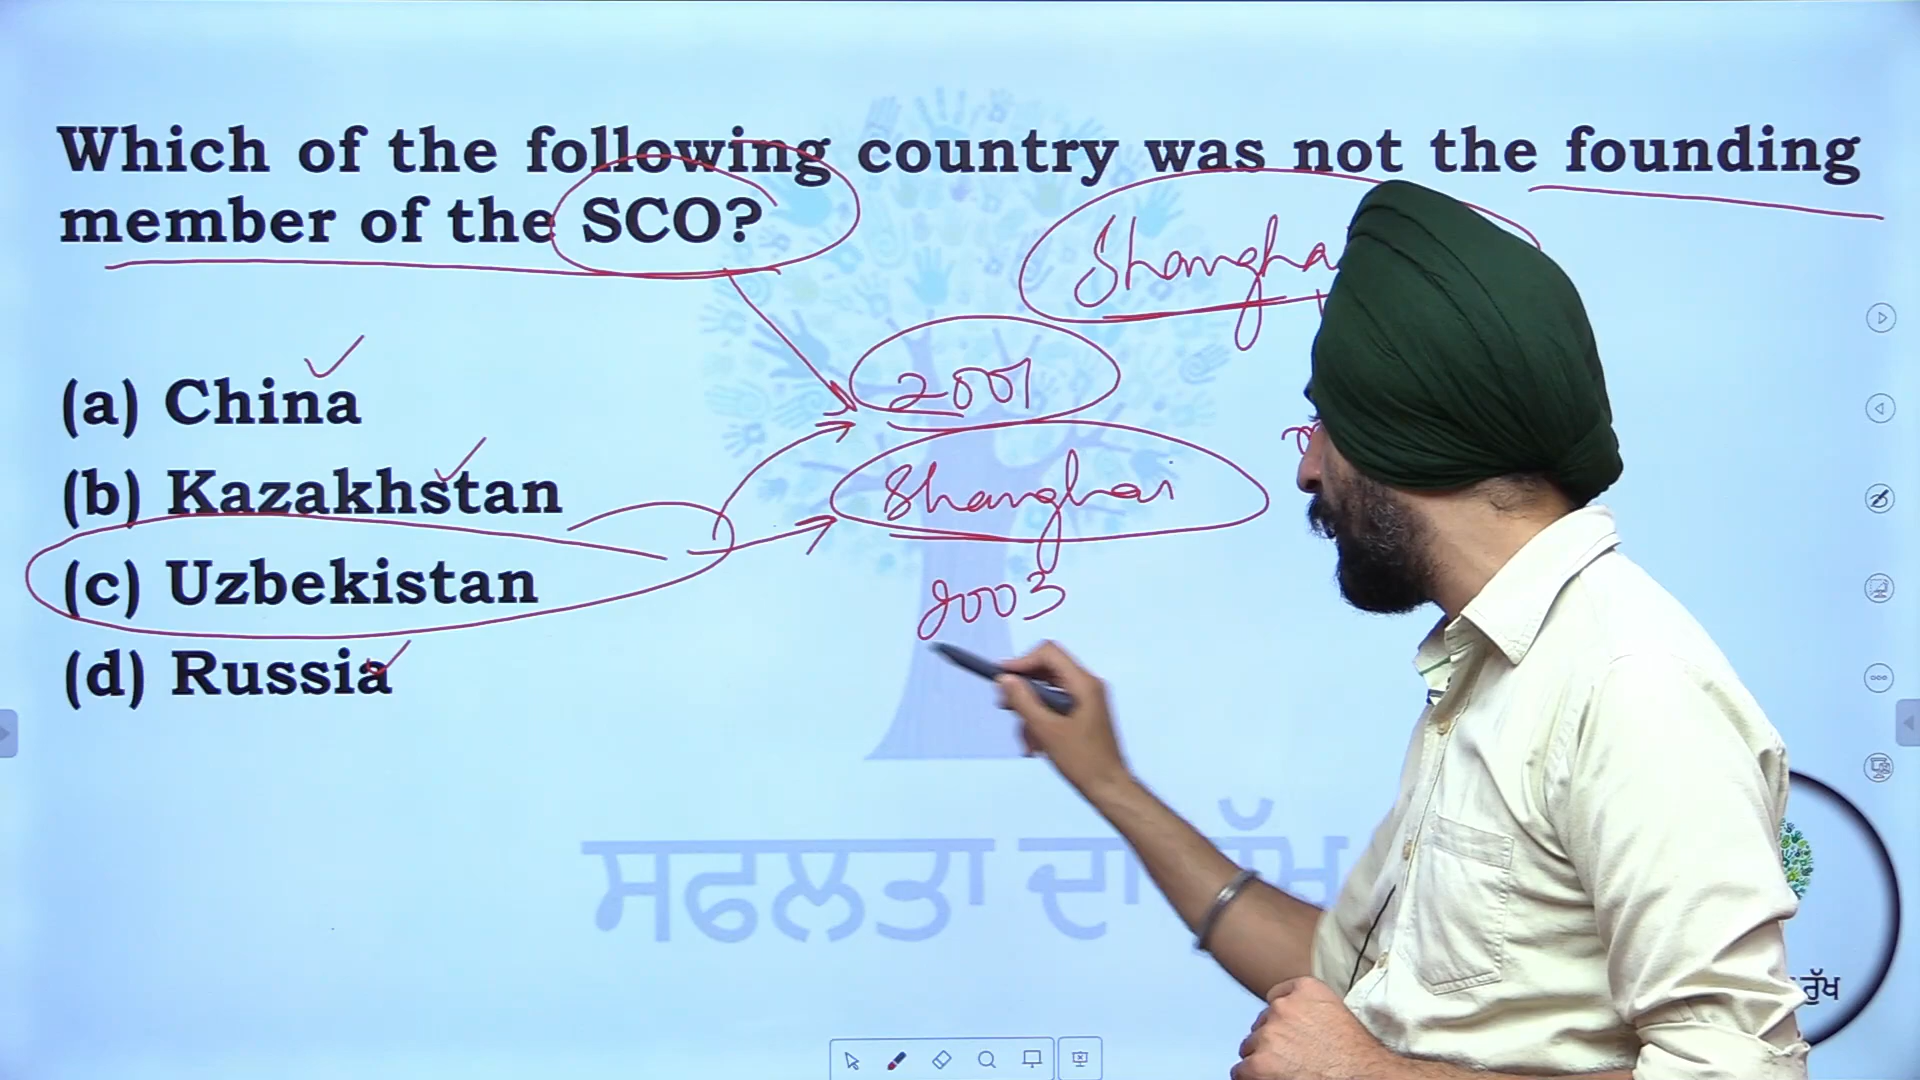 Which of the following country was not the founding
member of the SCO?
Shangha
2001
(a) China
(b) Kazakhstan
Shanghai
(c) Uzbekistan
2003
(d) Russia
ਸਫਲਤਾ ਦਾ ਰੁੱਖ
ਰੁੱਖ